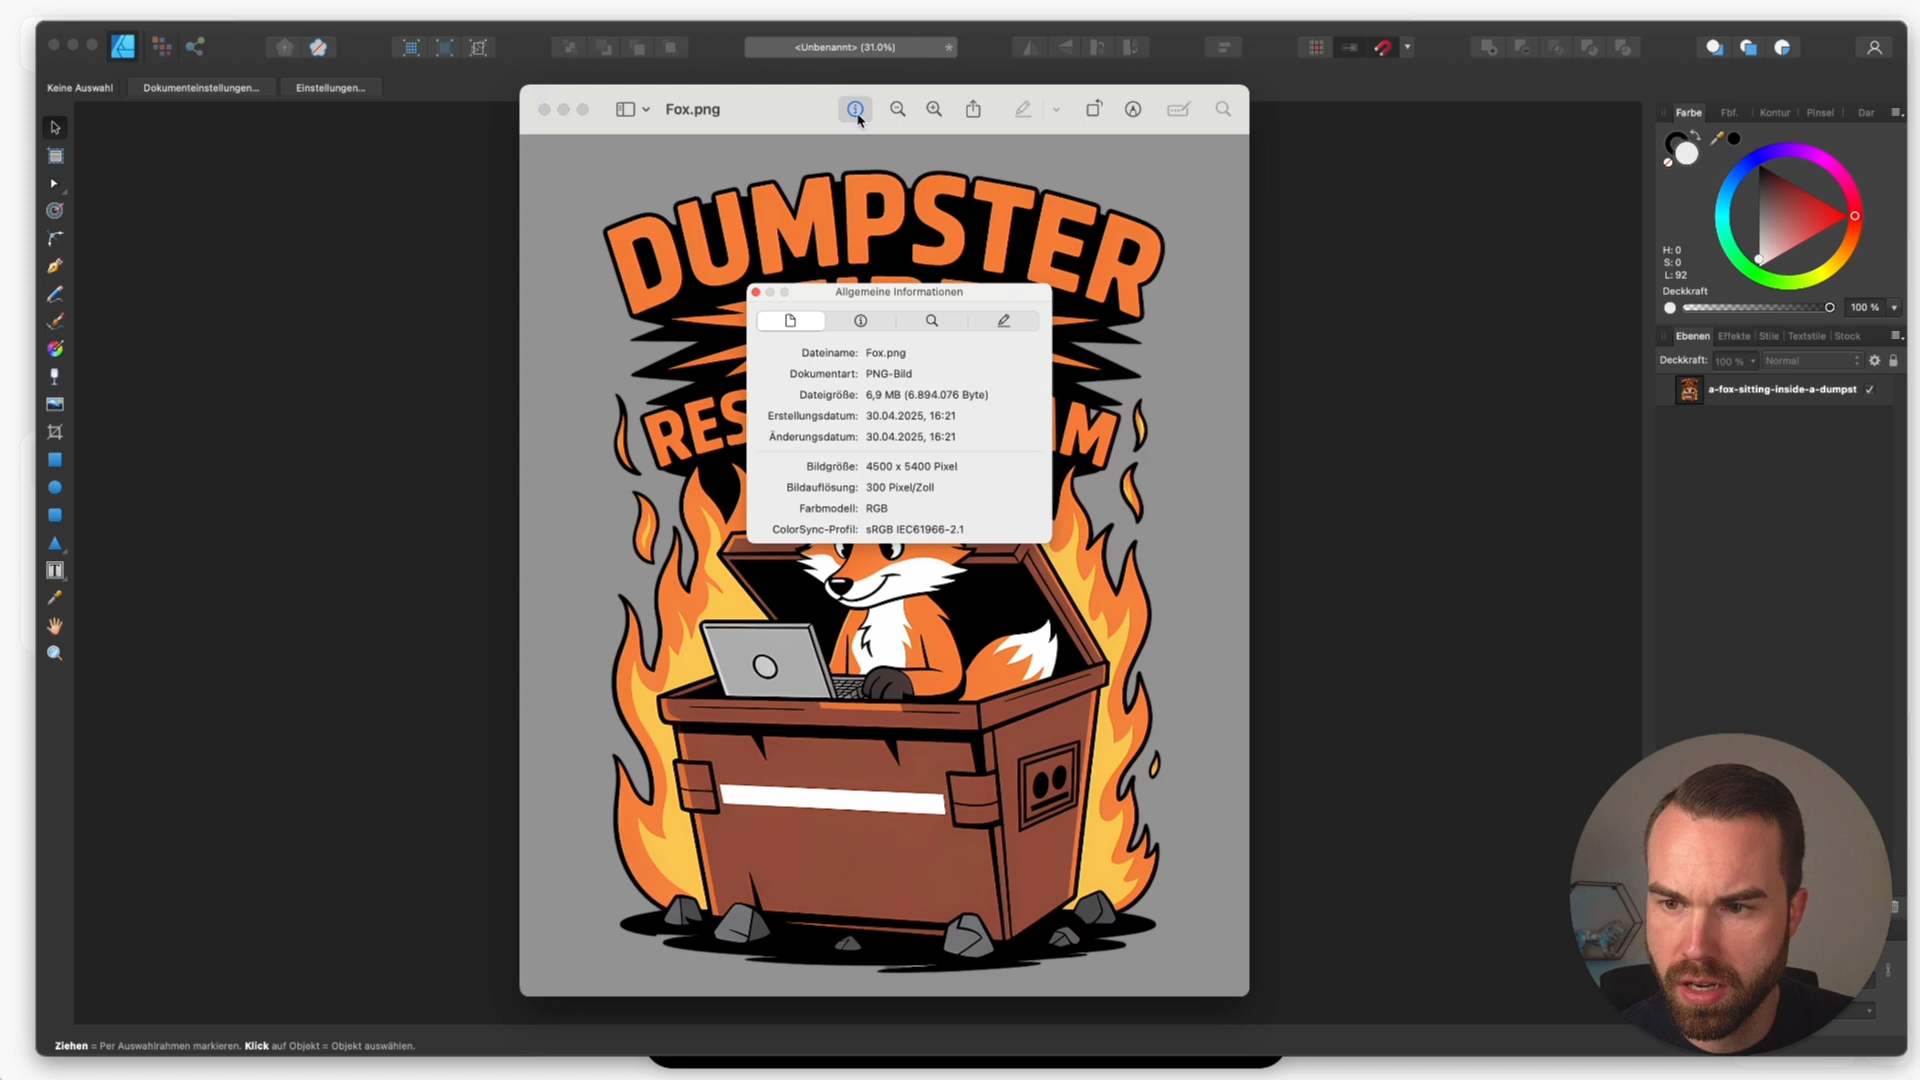 <Unbenannt> (31.0%)
*
Keine Auswahl
Dokumenteinstellungen...
Einstellungen...
Fox.png
DUMPSTER
Allgemeine Informationen
Dateiname: Fox.png
Dokumentart: PNG-Bild
Dateigröße: 6,9 MB (6.894.076 Byte)
Erstellungsdatum: 30.04.2025, 16:21
Änderungsdatum: 30.04.2025, 16:21
Bildgröße: 4500 x 5400 Pixel
Bildauflösung: 300 Pixel/Zoll
Farbmodell: RGB
ColorSync-Profil: sRGB IEC61966-2.1
RES
M
Farbe
Fbf.
Kontur
Pinsel
Dar
H: 0
S: 0
L: 92
Deckkraft
100 %
Ebenen
Effekte
Stile
Textstile
Stock
Deckkraft:
100 %
Normal
a-fox-sitting-inside-a-dumpst
Ziehen = Per Auswahlrahmen markieren. Klick auf Objekt = Objekt auswählen.